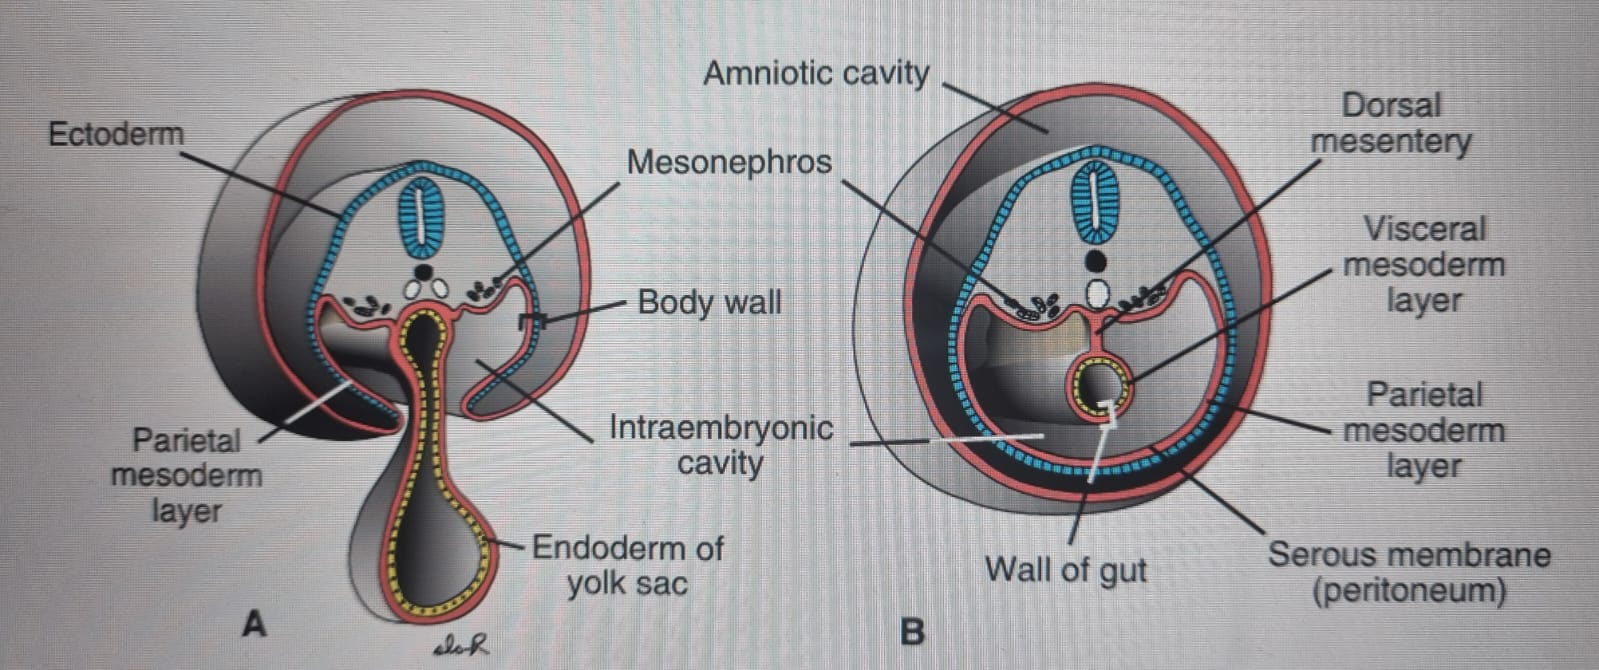 Amniotic cavity
Ectoderm
Mesonephros
Dorsal
mesentery
Visceral
mesoderm
layer
Body wall
Parietal
mesoderm
layer
Intraembryonic
cavity
Parietal
mesoderm
layer
Endoderm of
yolk sac
Wall of gut
Serous membrane
(peritoneum)
A
B